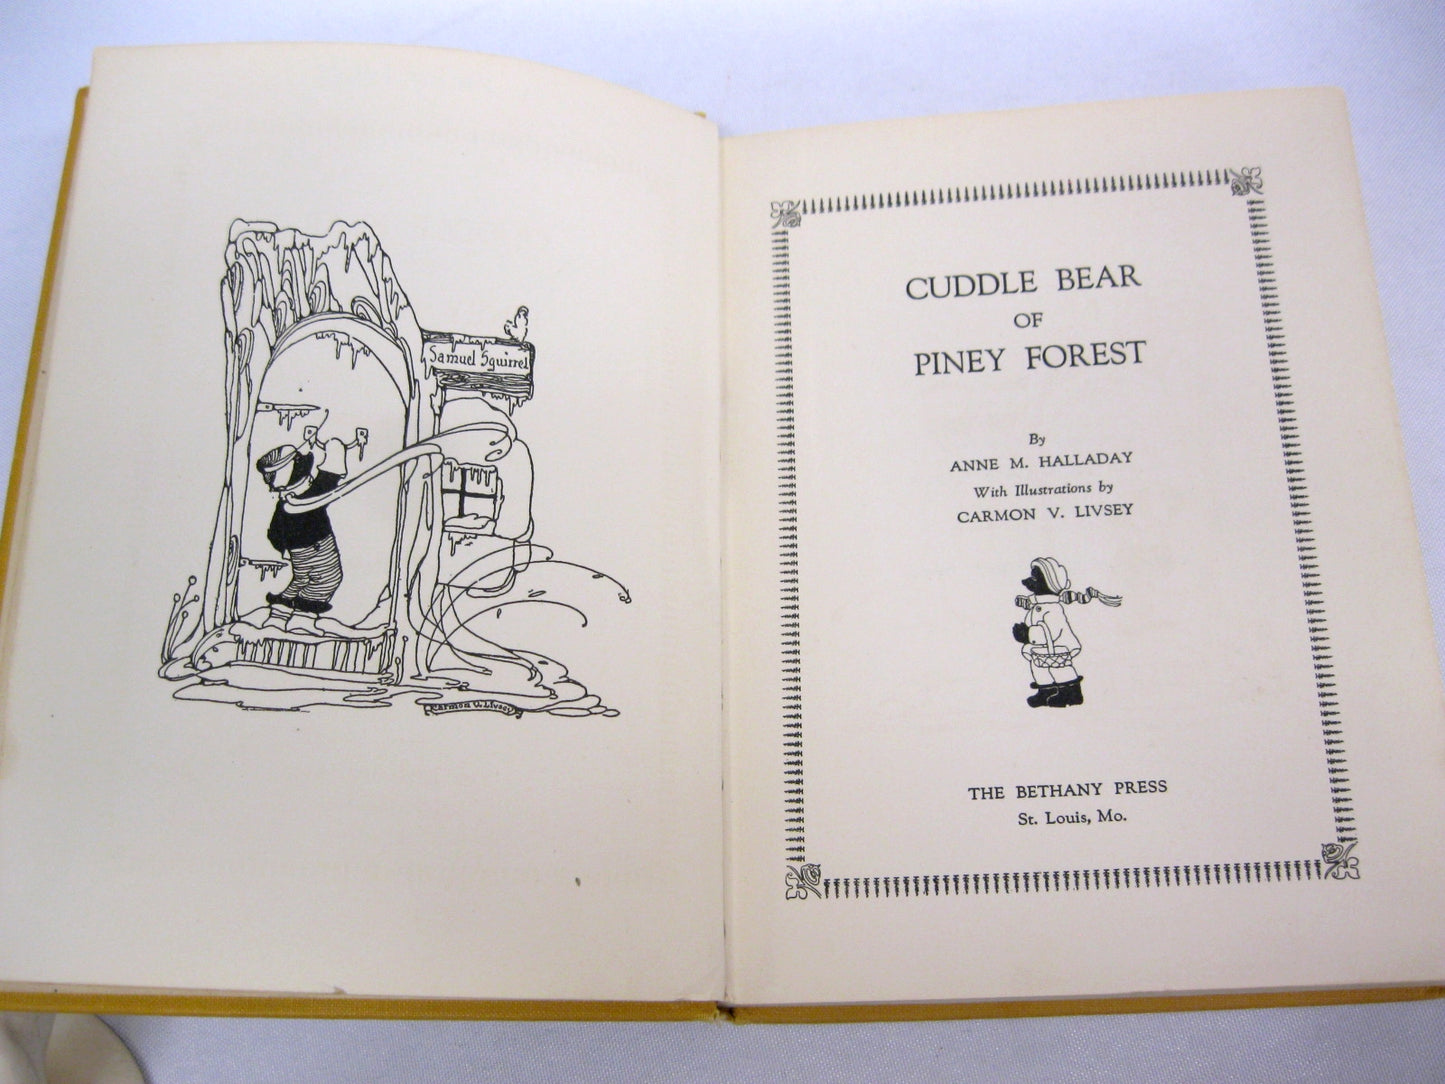 Samuel Squirrel
Carmon V. Livsey
CUDDLE BEAR
OF
PINEY FOREST
By
ANNE M. HALLADAY
With Illustrations by
CARMON V. LIVSEY
THE BETHANY PRESS
St. Louis, Mo.